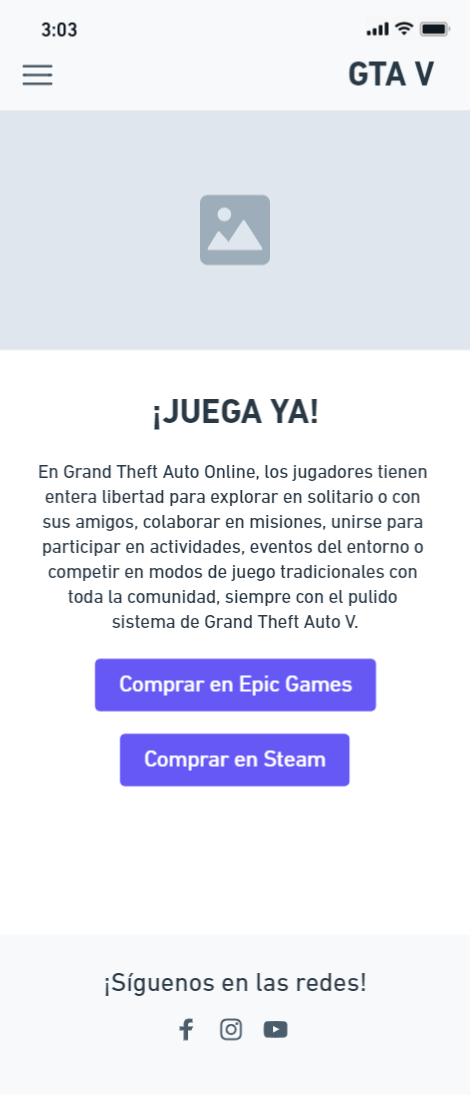 3:03
GTA V
¡JUEGA YA!
En Grand Theft Auto Online, los jugadores tienen
entera libertad para explorar en solitario o con
sus amigos, colaborar en misiones, unirse para
participar en actividades, eventos del entorno o
competir en modos de juego tradicionales con
toda la comunidad, siempre con el pulido
sistema de Grand Theft Auto V.
Comprar en Epic Games
Comprar en Steam
¡Síguenos en las redes!